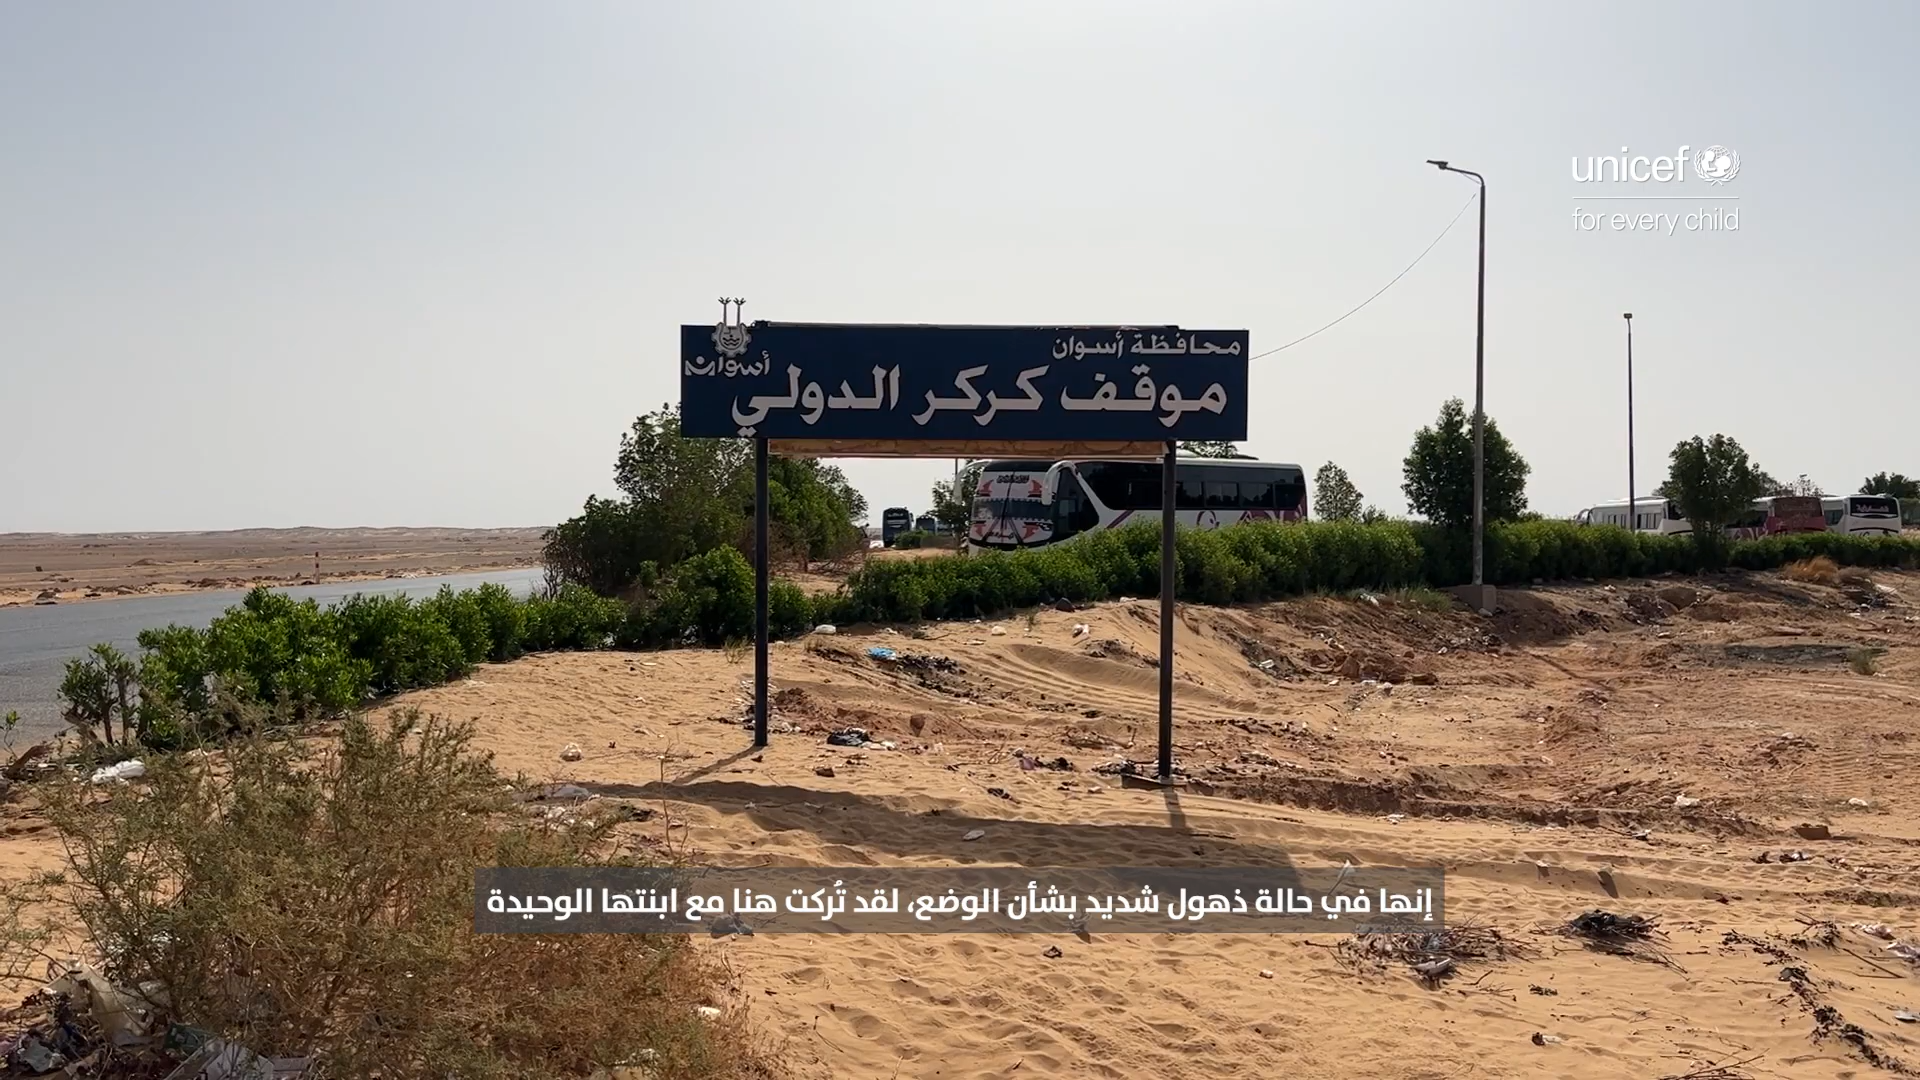 unicef
for every child
محافظة أسوان
أسوان
موقف كركر الدولي
إنها في حالة ذهول شديد بشأن الوضع، لقد تُركت هنا مع ابنتها الوحيدة